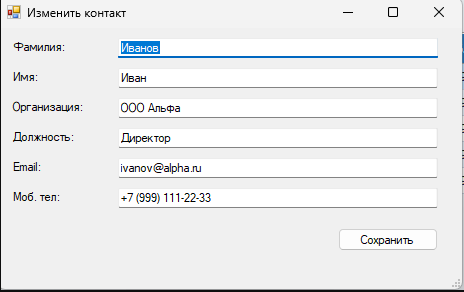 Изменить контакт
Фамилия: Иванов
Имя: Иван
Организация: ООО Альфа
Должность: Директор
Email: ivanov@alpha.ru
Моб. тел: +7 (999) 111-22-33
Сохранить